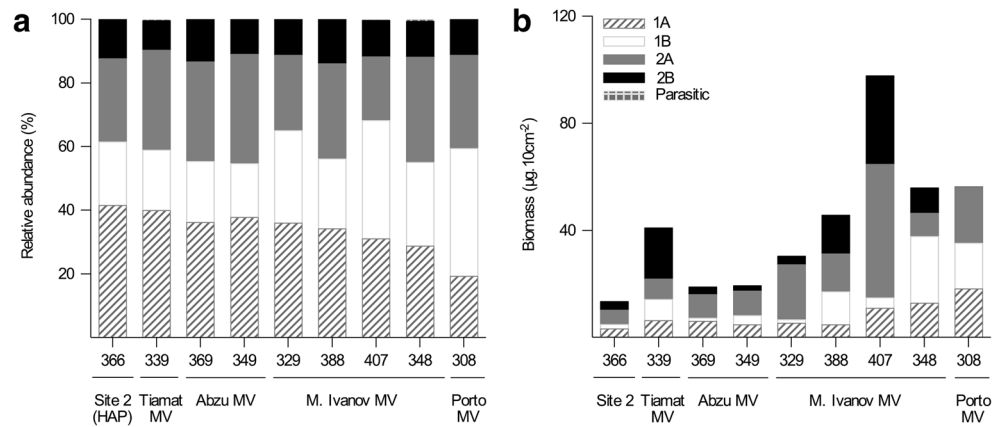 a
Relative abundance (%)
100
80
60
40
20
366 339 369 349 329 388 407 348 308
Site 2 (HAP)
Tiamat MV
Abzu MV
M. Ivanov MV
Porto MV
b
Biomass (µg.10cm-2)
120
80
40
1A
1B
2A
2B
Parasitic
366 339 369 349 329 388 407 348 308
Site 2
Tiamat MV
Abzu MV
M. Ivanov MV
Porto MV